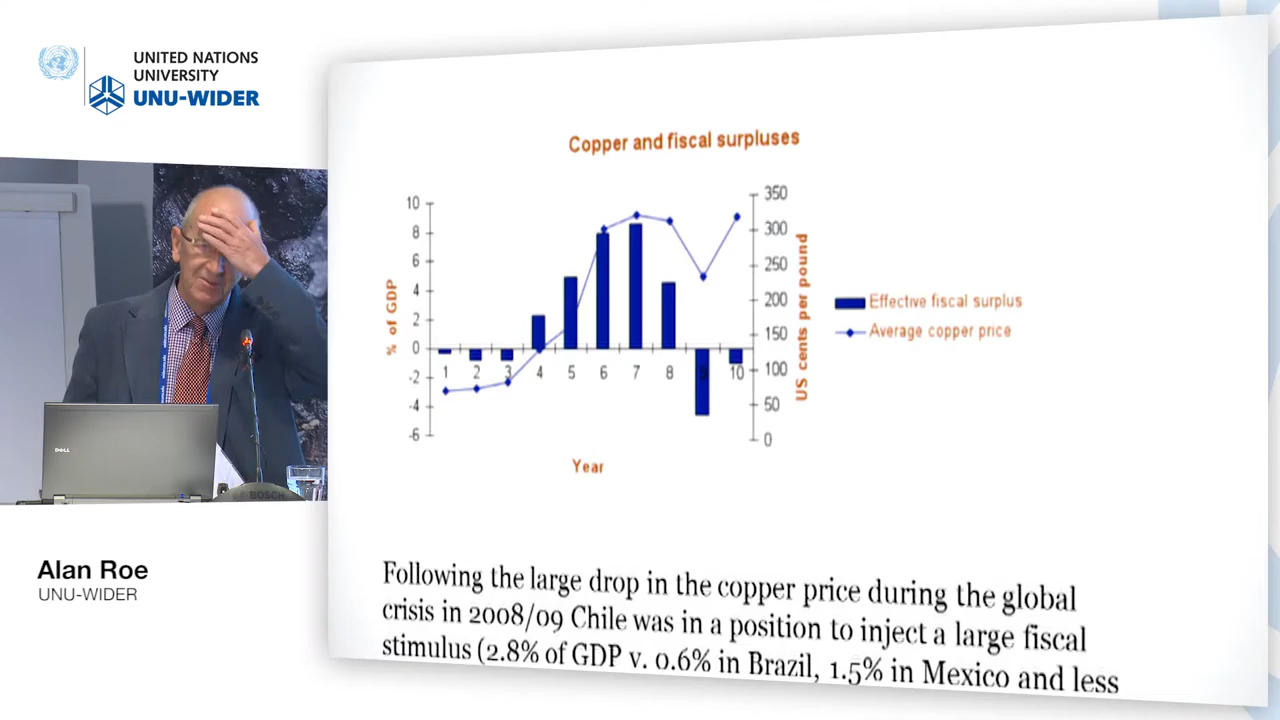 UNITED NATIONS
UNIVERSITY
UNU-WIDER
Copper and fiscal surpluses
10
8
6
4
2
0
-2
-4
-6
% of GDP
1 2 3 4 5 6 7 8 10
350
300
250
200
150
100
50
0
US cents per pound
Year
Effective fiscal surplus
Average copper price
DELL
BOSCH
Alan Roe
UNU-WIDER
Following the large drop in the copper price during the global
crisis in 2008/09 Chile was in a position to inject a large fiscal
stimulus (2.8% of GDP v. 0.6% in Brazil, 1.5% in Mexico and less